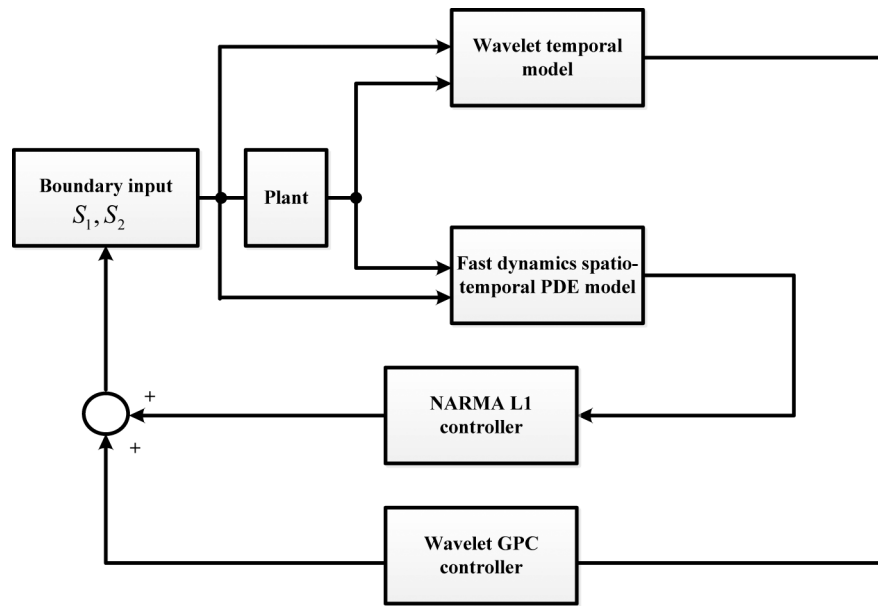 Wavelet temporal
model
Boundary input
S₁, S₂
Plant
Fast dynamics spatio-
temporal PDE model
NARMA L1
controller
+
+
Wavelet GPC
controller